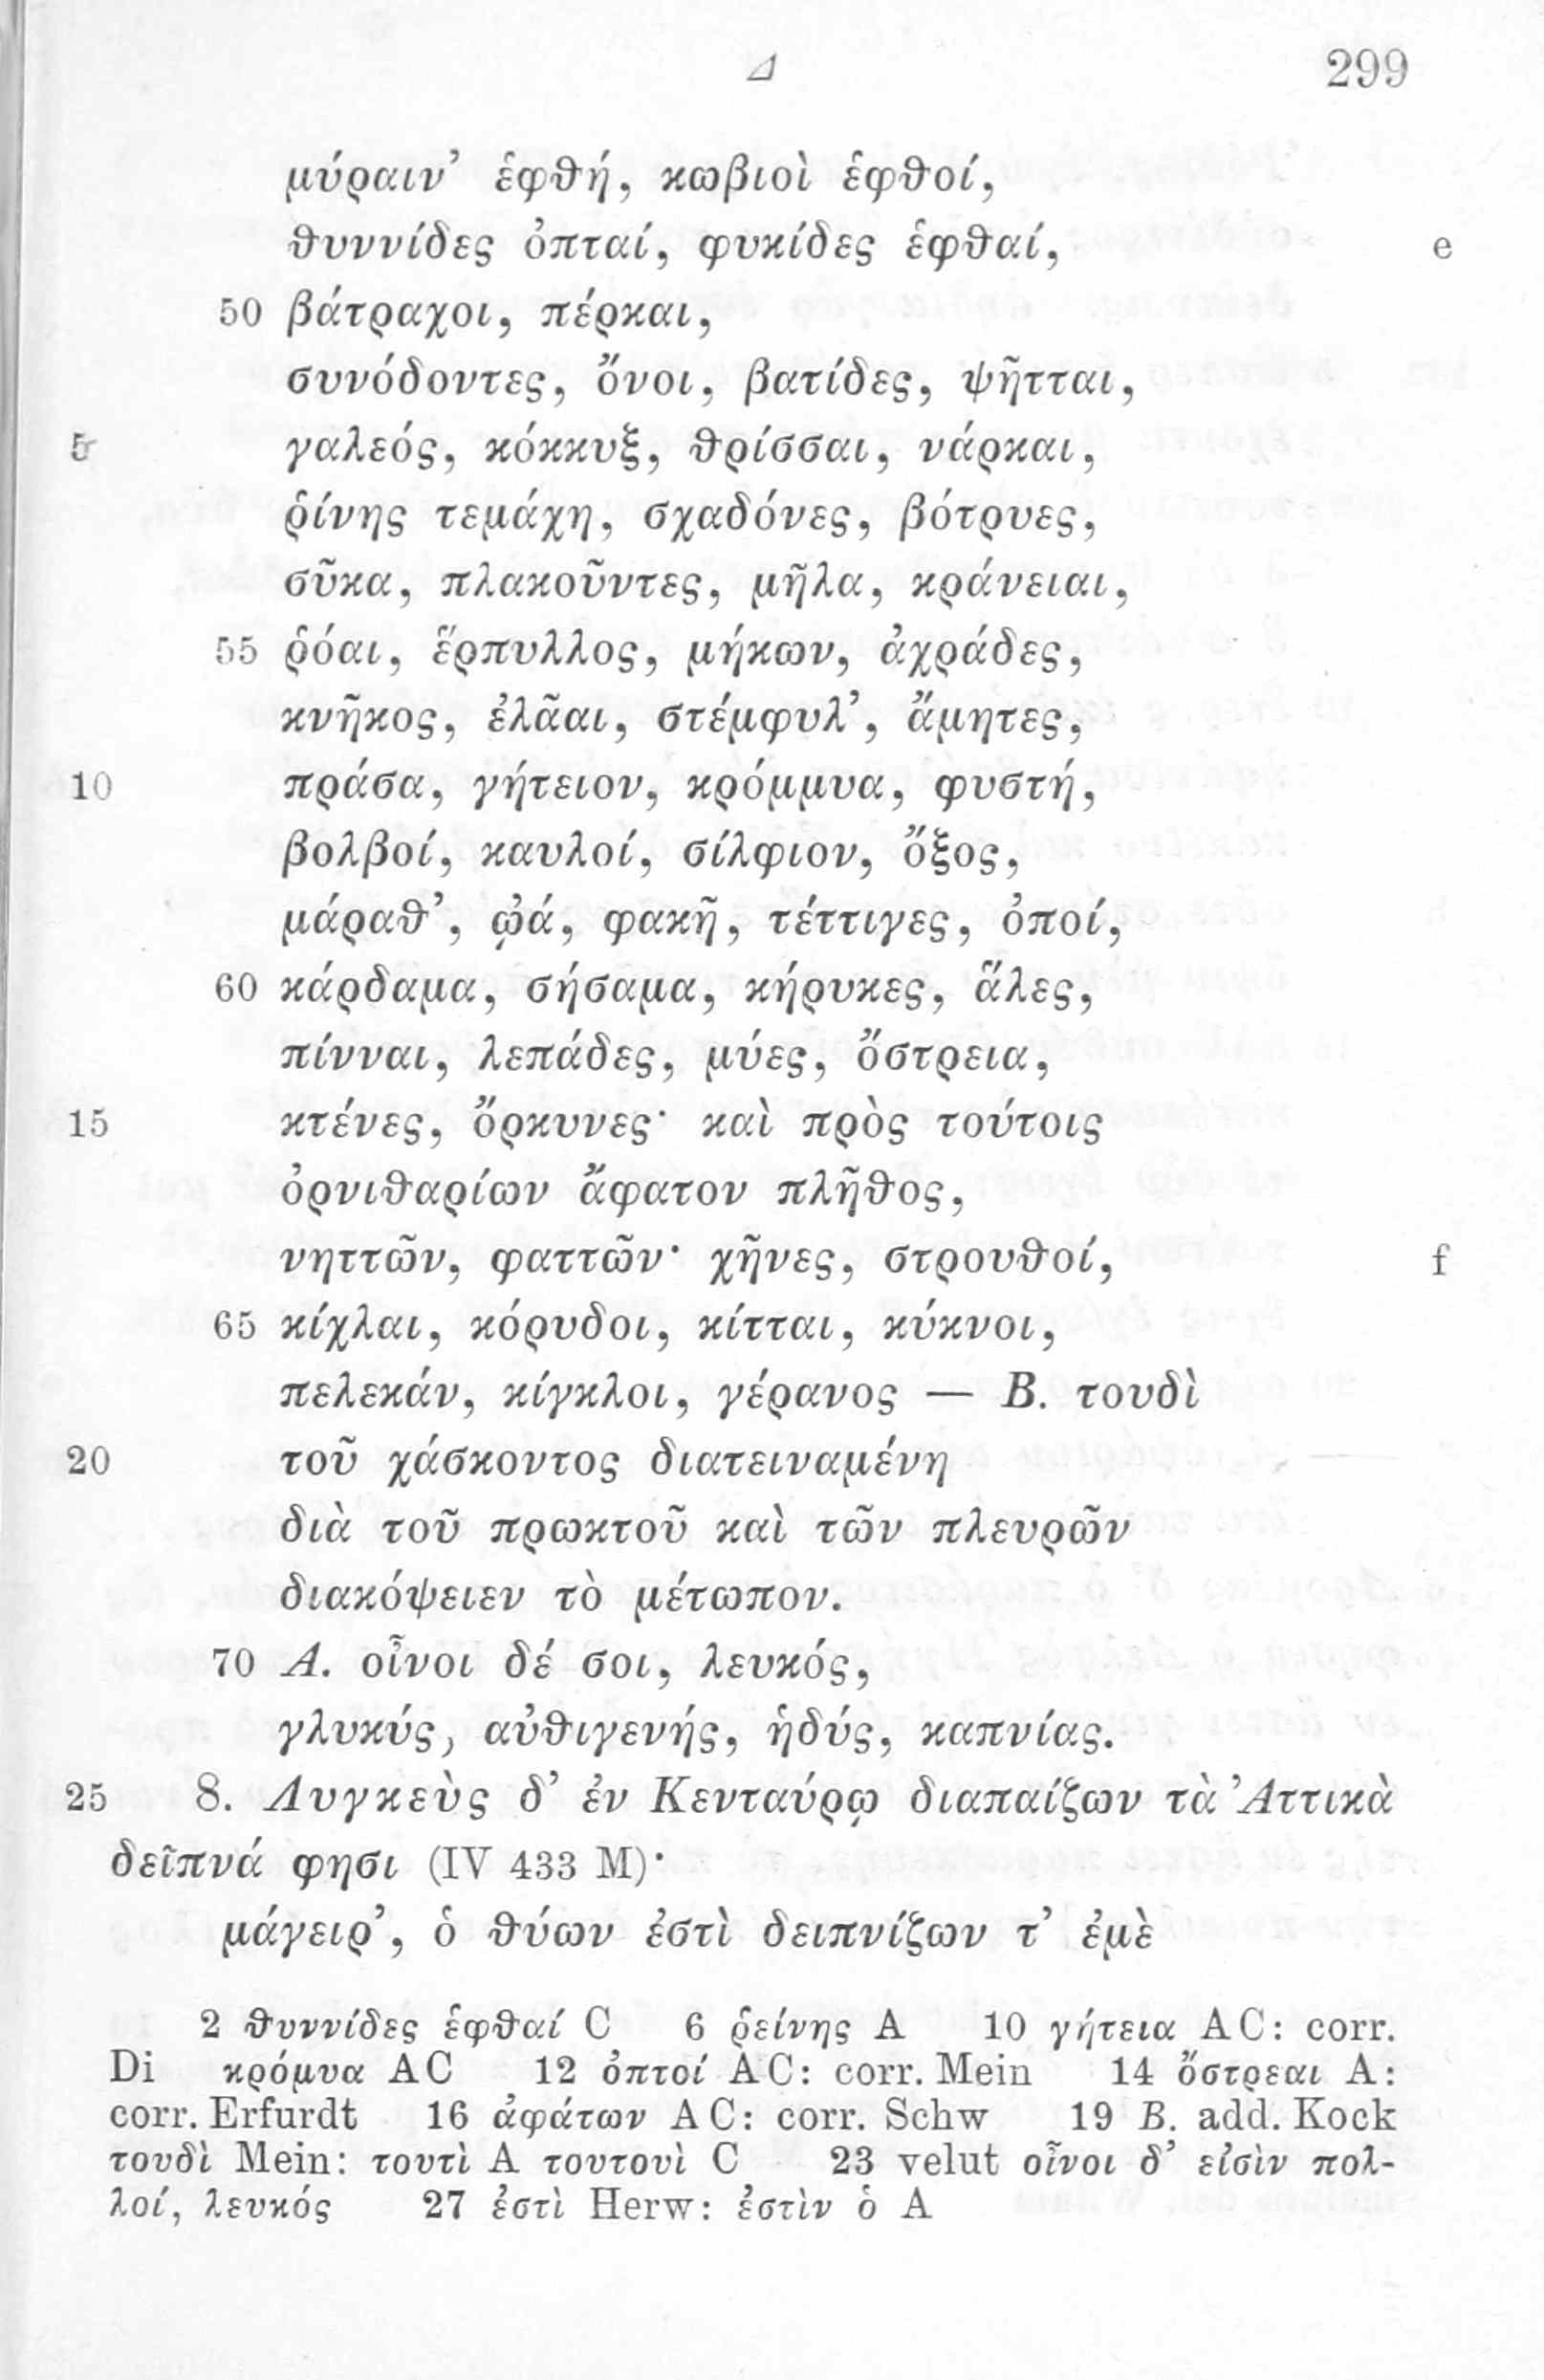 Δ 299
μύραιν’ ἑφθή, κωβιοὶ ἑφθοί,
θυννίδες ὀπταί, φυκίδες ἑφθαί, e
50 βάτραχοι, πέρκαι,
συνόδοντες, ὄνοι, βατίδες, ψῆτται,
5 γαλεός, κόκκυξ, θρίσσαι, νάρκαι,
ῥίνης τεμάχη, σχαδόνες, βότρυες,
σῦκα, πλακοῦντες, μῆλα, κράνειαι,
55 ῥόαι, ἕρπυλλος, μήκων, ἀχράδες,
κνῆκος, ἐλᾶαι, στέμφυλ’, ἄμητες,
10 πράσα, γήτειον, κρόμμυα, φυστή,
βολβοί, καυλοί, σίλφιον, ὄξος,
μάραθ’, ᾠά, φακῆ, τέττιγες, ὀποί,
60 κάρδαμα, σήσαμα, κήρυκες, ἅλες,
πίνναι, λεπάδες, μύες, ὄστρεια,
15 κτένες, ὄρκυνες· καὶ πρὸς τούτοις
ὀρνιθαρίων ἄφατον πλῆθος,
νηττῶν, φαττῶν· χῆνες, στρουθοί, f
65 κίχλαι, κόρυδοι, κίτται, κύκνοι,
πελεκάν, κίγκλοι, γέρανος — B. τουδὶ
20 τοῦ χάσκοντος διατειναμένη
διὰ τοῦ πρωκτοῦ καὶ τῶν πλευρῶν
διακόψειεν τὸ μέτωπον.
70 A. οἶνοι δέ σοι, λευκός,
γλυκύς, αὐθιγενής, ἡδύς, καπνίας.
25 8. Λυγκεὺς δ’ ἐν Κενταύρῳ διαπαίζων τὰ Ἀττικὰ
δεῖπνά φησι (IV 433 M)·
μάγειρ’, ὁ θύων ἐστὶ δειπνίζων τ’ ἐμὲ
2 θυννίδες ἑφθαί C 6 ῥείνης A 10 γήτεια AC: corr.
Di κρόμυα AC 12 ὀπτοί AC: corr. Mein 14 ὄστρεαι A:
corr. Erfurdt 16 ἀφάτων AC: corr. Schw 19 B. add. Kock
τουδὶ Mein: τουτὶ A τουτουὶ C 23 velut οἶνοι δ’ εἰσὶν πολ-
λοί, λευκός 27 ἐστὶ Herw: ἐστὶν ὁ A